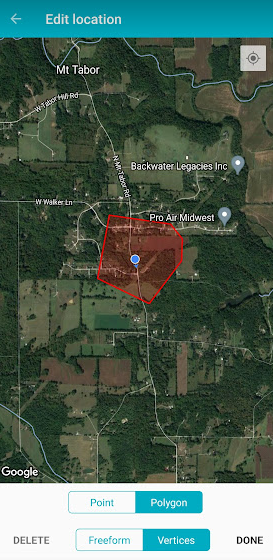 Edit location
Mt Tabor
W Tabor Hill Rd
N Mt Tabor Rd
Backwater Legacies Inc
W Walker Ln
Pro Air Midwest
Google
Point
Polygon
DELETE
Freeform
Vertices
DONE